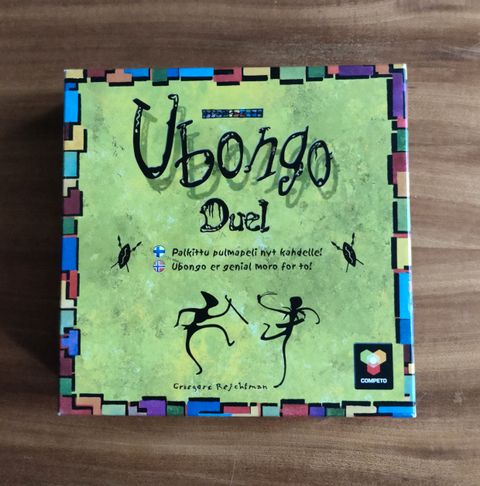 Ubongo
Duel
Palkittu pulmapeli nyt kahdelle!
Ubongo er genial moro for to!
Grzegorz Rejchtman
COMPETO